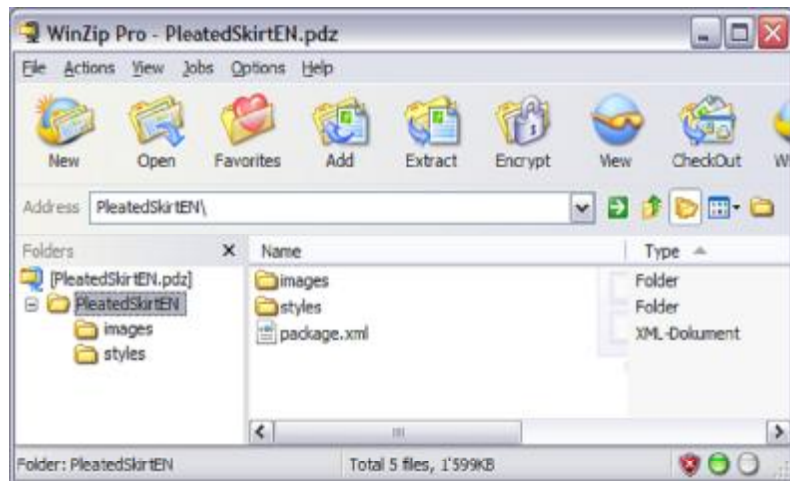 WinZip Pro - PleatedSkirtEN.pdz
File Actions View Jobs Options Help
New Open Favorites Add Extract Encrypt View CheckOut W
Address PleatedSkirtEN\
Folders x Name Type
[PleatedSkirtEN.pdz] images Folder
PleatedSkirtEN styles Folder
images package.xml XML-Dokument
styles
Folder: PleatedSkirtEN Total 5 files, 1'599KB